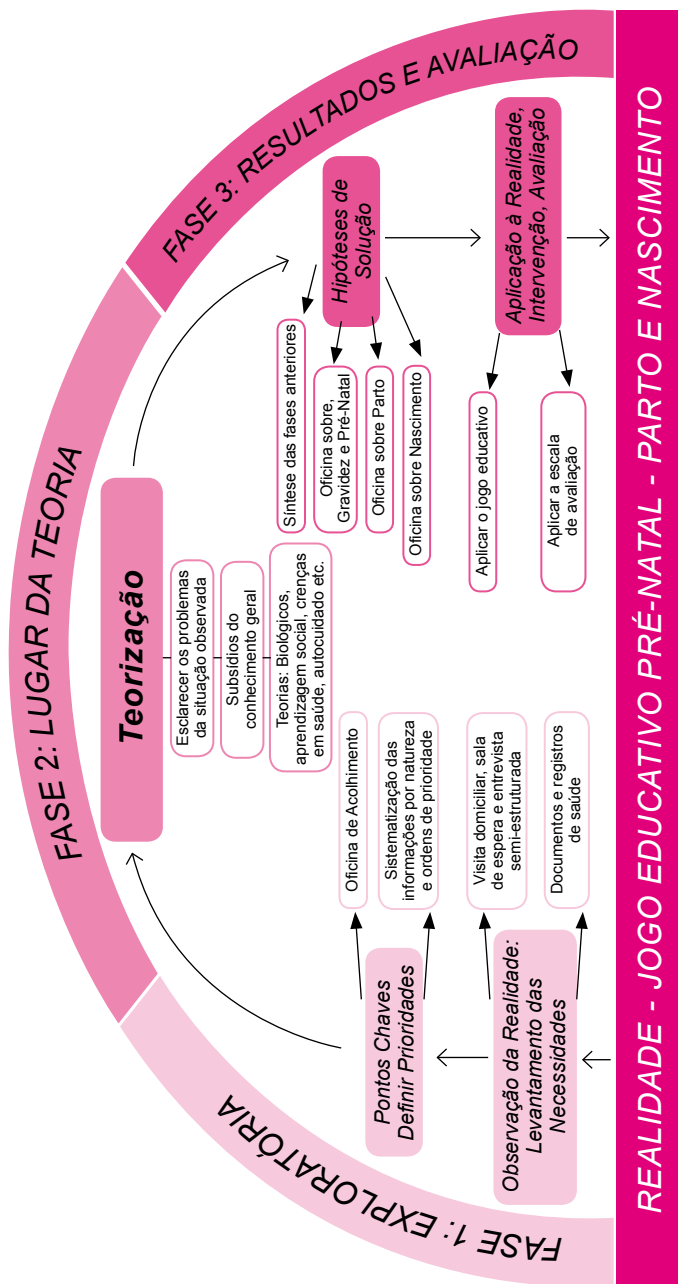 FASE 1: EXPLORATÓRIA
FASE 2: LUGAR DA TEORIA
FASE 3: RESULTADOS E AVALIAÇÃO
Teorização
Esclarecer os problemas
da situação observada
Subsídios do
conhecimento geral
Teorias: Biológicos,
aprendizagem social, crenças
em saúde, autocuidado etc.
Pontos Chaves
Definir Prioridades
Oficina de Acolhimento
Sistematização das
informações por natureza
e ordens de prioridade
Observação da Realidade:
Levantamento das
Necessidades
Visita domiciliar, sala
de espera e entrevista
semi-estruturada
Documentos e registros
de saúde
Hipóteses de
Solução
Síntese das fases anteriores
Oficina sobre,
Gravidez e Pré-Natal
Oficina sobre Parto
Oficina sobre Nascimento
Aplicação à Realidade,
Intervenção, Avaliação
Aplicar o jogo educativo
Aplicar a escala
de avaliação
REALIDADE - JOGO EDUCATIVO PRÉ-NATAL - PARTO E NASCIMENTO